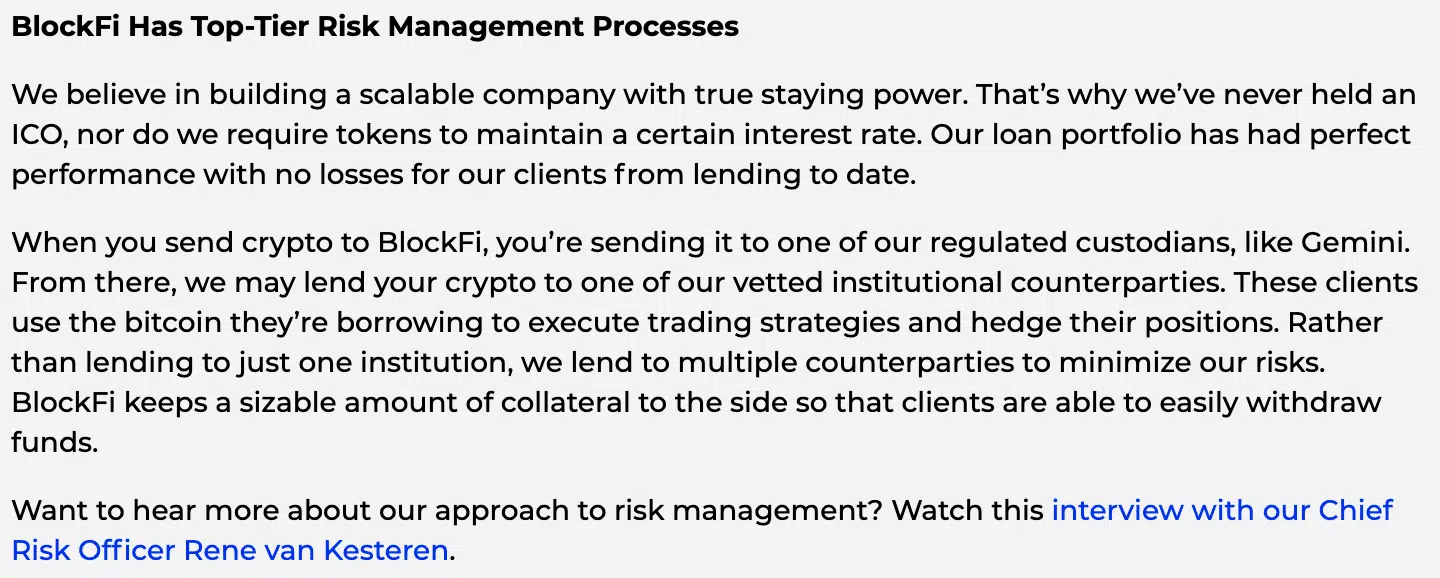 BlockFi Has Top-Tier Risk Management Processes
We believe in building a scalable company with true staying power. That’s why we’ve never held an
ICO, nor do we require tokens to maintain a certain interest rate. Our loan portfolio has had perfect
performance with no losses for our clients from lending to date.
When you send crypto to BlockFi, you’re sending it to one of our regulated custodians, like Gemini.
From there, we may lend your crypto to one of our vetted institutional counterparties. These clients
use the bitcoin they’re borrowing to execute trading strategies and hedge their positions. Rather
than lending to just one institution, we lend to multiple counterparties to minimize our risks.
BlockFi keeps a sizable amount of collateral to the side so that clients are able to easily withdraw
funds.
Want to hear more about our approach to risk management? Watch this interview with our Chief
Risk Officer Rene van Kesteren.